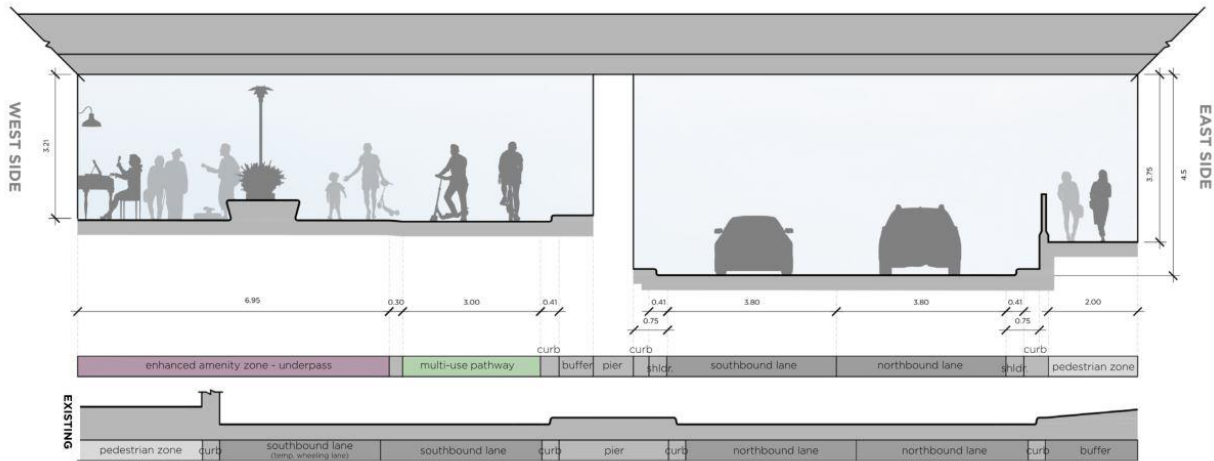 WEST SIDE
EAST SIDE
3.21
3.75
4.5
6.95
0.30
3.00
0.41
0.41
3.80
3.80
0.41
2.00
0.75
0.75
curb
curb
curb
enhanced amenity zone - underpass
multi-use pathway
buffer
pier
shldr.
southbound lane
northbound lane
shldr.
pedestrian zone
EXISTING
pedestrian zone
curb
southbound lane
(temp. wheeling lane)
southbound lane
curb
pier
curb
northbound lane
northbound lane
curb
buffer